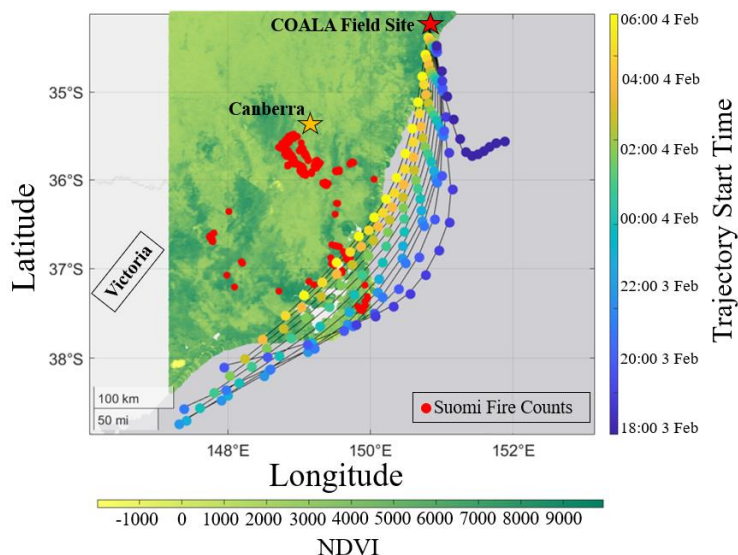 COALA Field Site
Canberra
Victoria
Suomi Fire Counts
100 km
50 mi
35°S
36°S
37°S
38°S
Latitude
148°E
150°E
152°E
Longitude
06:00 4 Feb
04:00 4 Feb
02:00 4 Feb
00:00 4 Feb
22:00 3 Feb
20:00 3 Feb
18:00 3 Feb
Trajectory Start Time
-1000 0 1000 2000 3000 4000 5000 6000 7000 8000 9000
NDVI